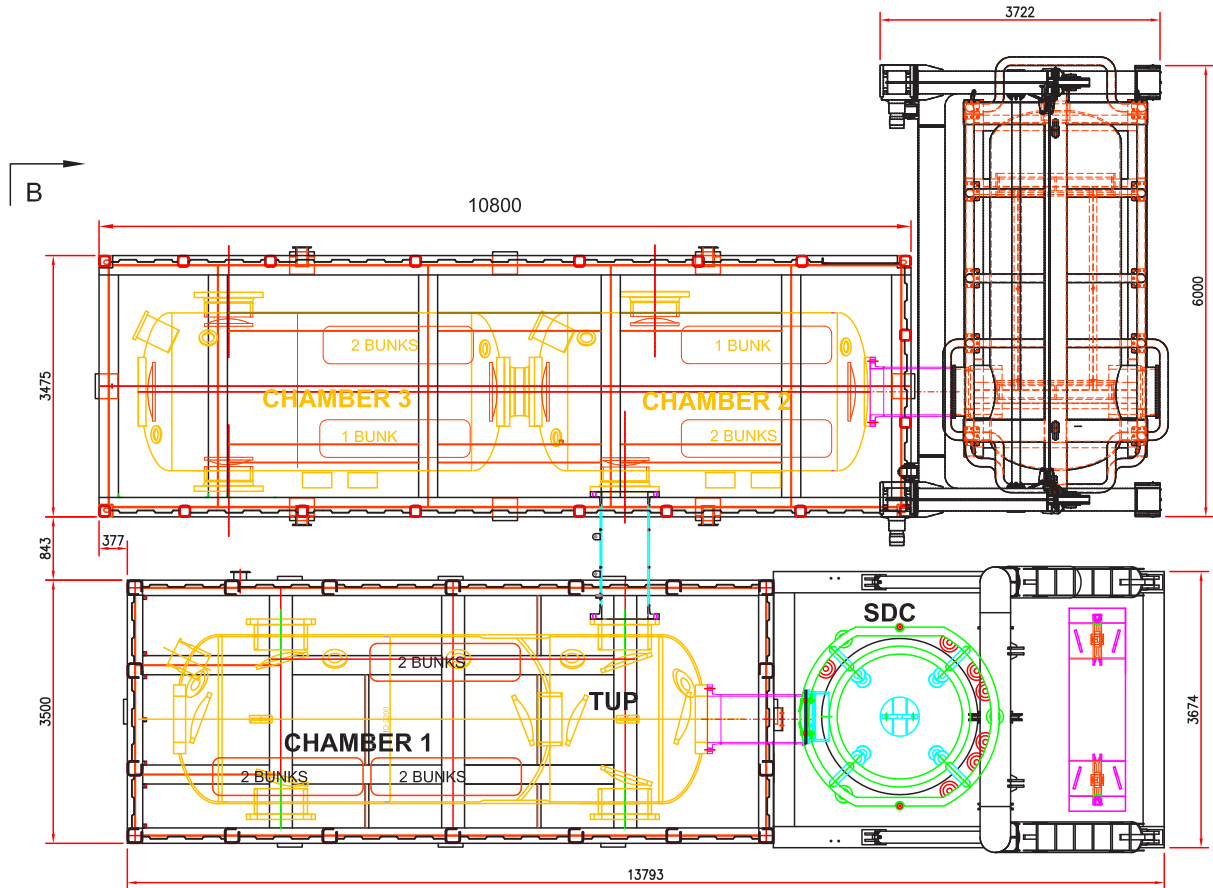 3722
B
10800
6000
3475
2 BUNKS
1 BUNK
CHAMBER 3
CHAMBER 2
1 BUNK
2 BUNKS
843
377
SDC
2 BUNKS
TUP
3500
3674
CHAMBER 1
2 BUNKS
2 BUNKS
13793